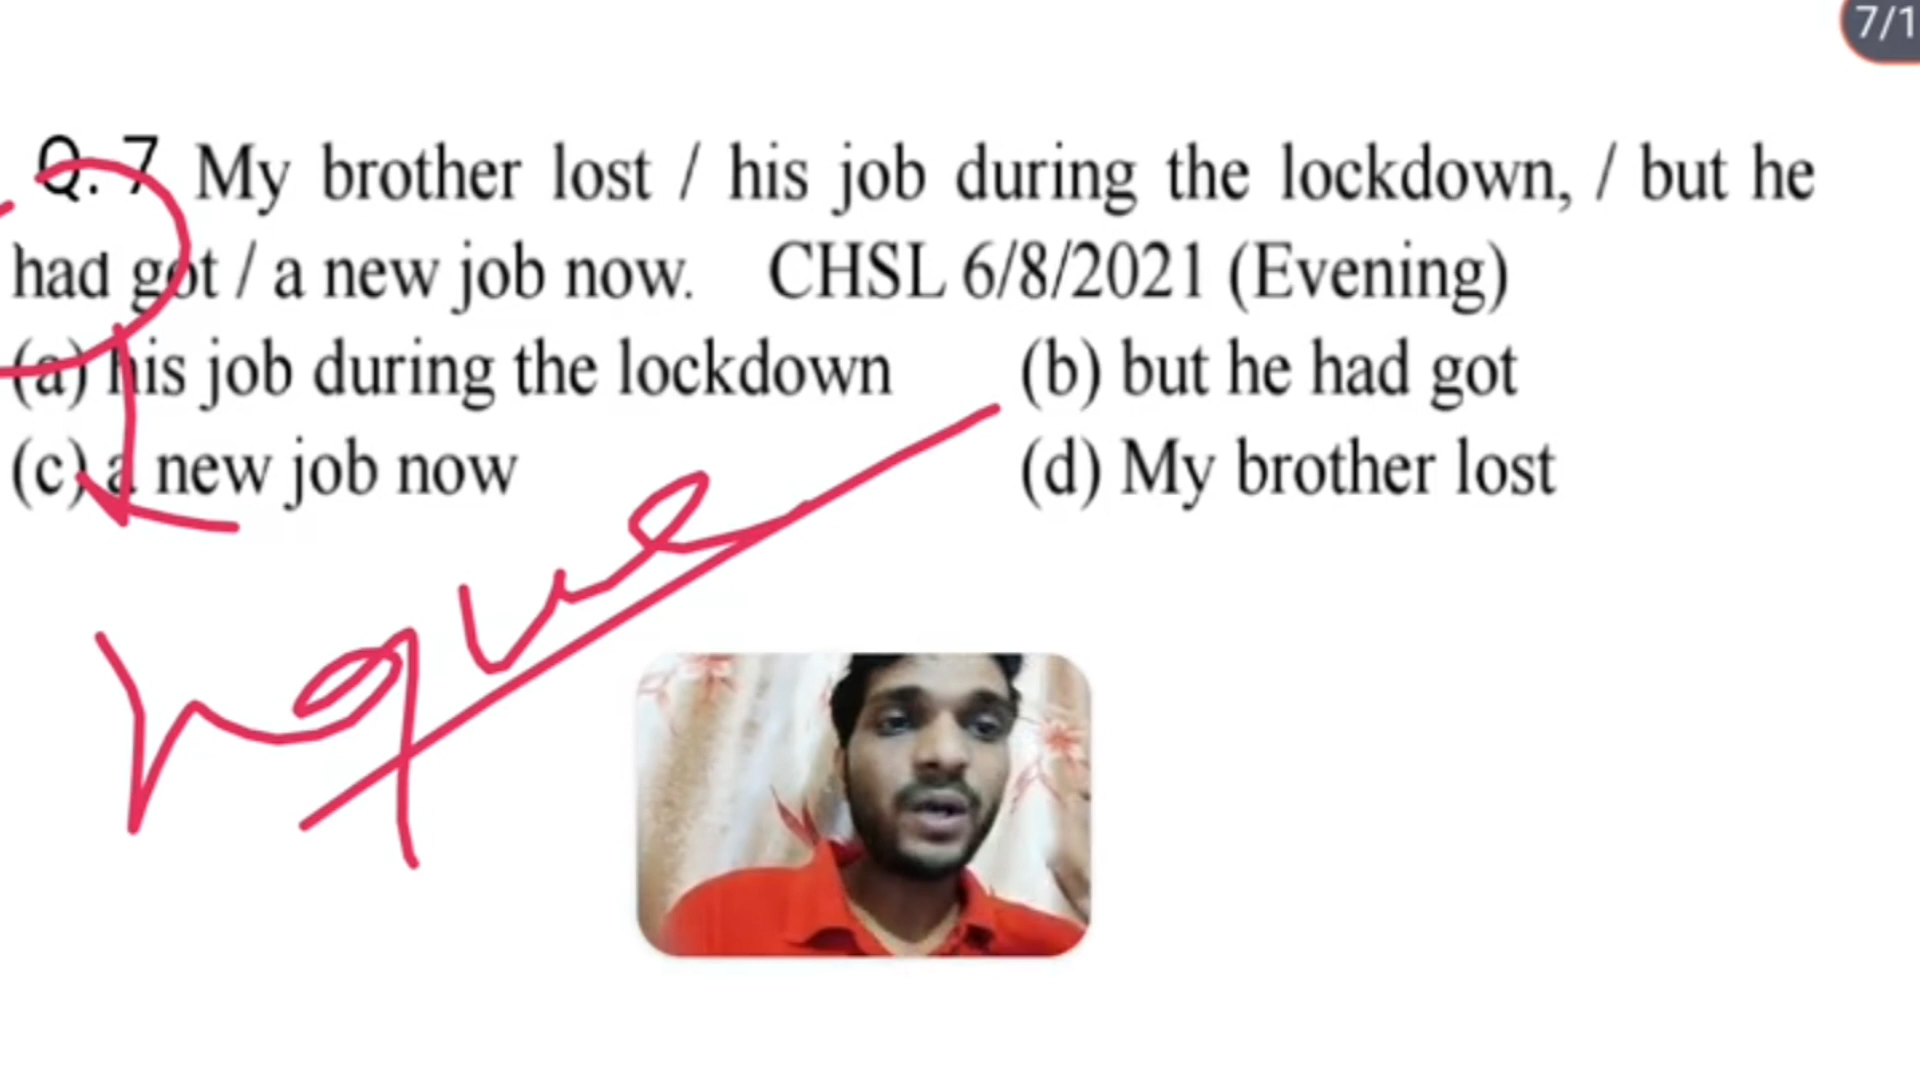 7/1
Q. 7 My brother lost / his job during the lockdown, / but he
had got / a new job now. CHSL 6/8/2021 (Evening)
(a) his job during the lockdown (b) but he had got
(c) a new job now (d) My brother lost